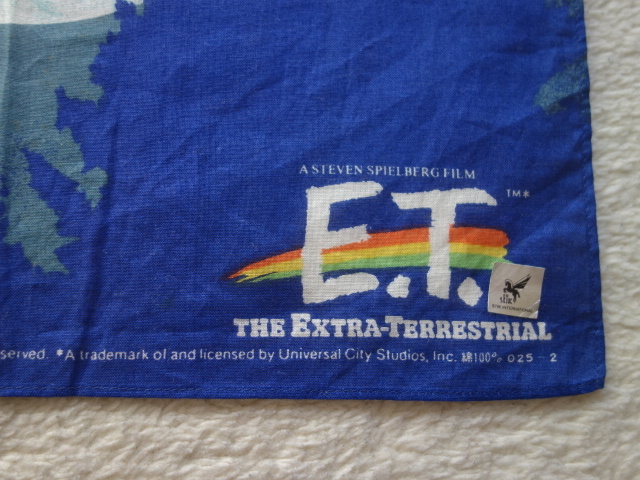 A STEVEN SPIELBERG FILM
E.T.
TM*
THE EXTRA-TERRESTRIAL
served. *A trademark of and licensed by Universal City Studios, Inc. 綿100% 025-2